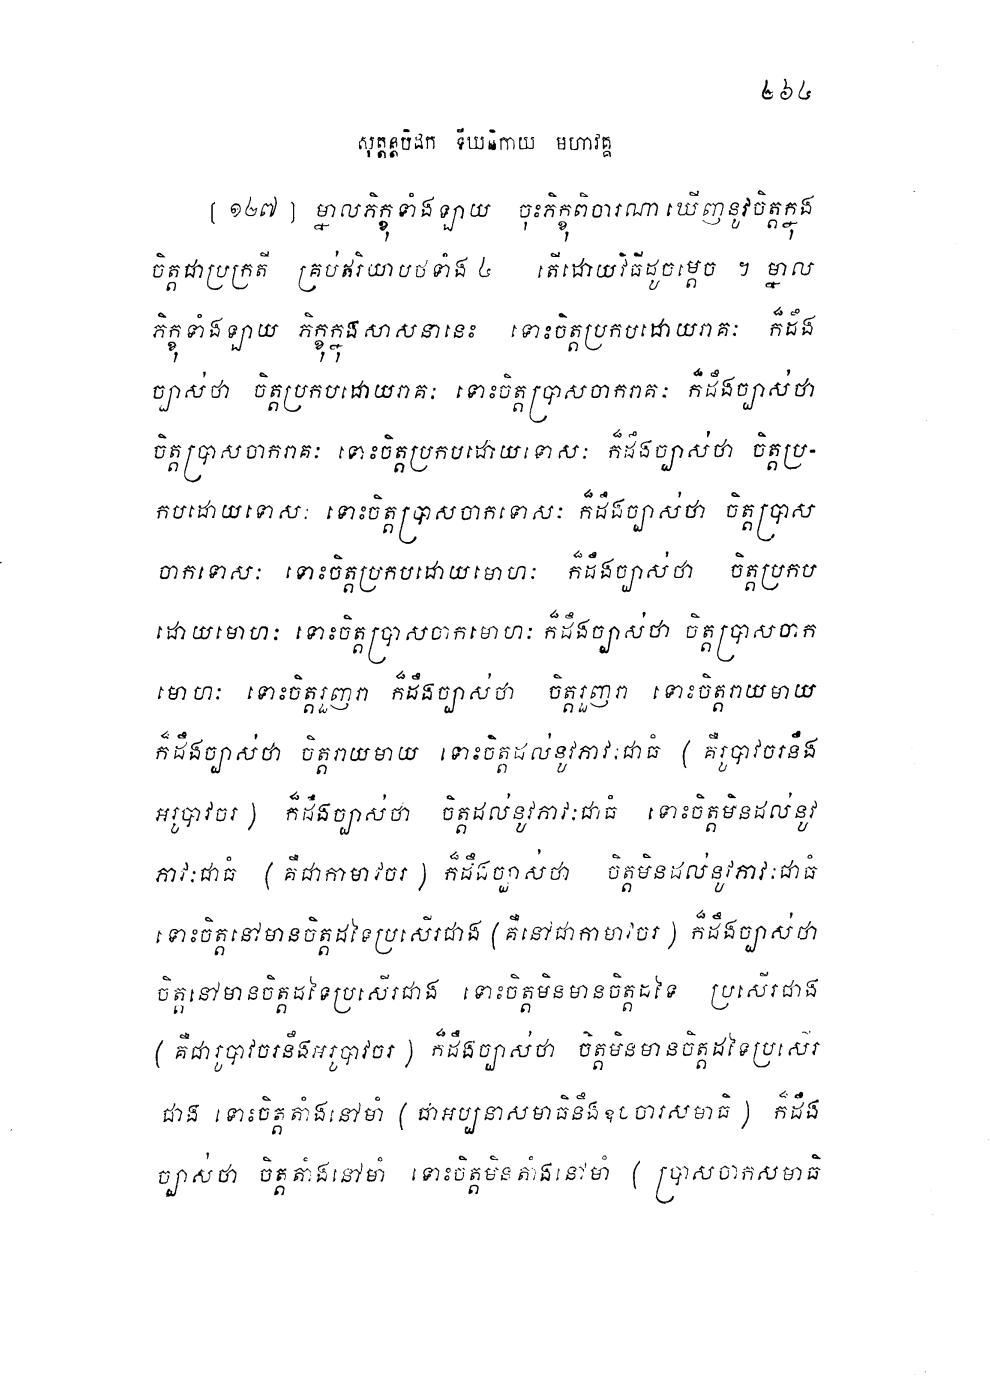 ២៦៤
សុត្តន្តបិដក ទីឃនិកាយ មហាវគ្គ
[ ១២៧ ] ម្នាលភិក្ខុទាំងឡាយ ចុះភិក្ខុពិចារណាឃើញនូវចិត្តក្នុង
ចិត្តជាប្រក្រតី គ្រប់ឥរិយាបថទាំង ៤ តើដោយវិធីដូចម្តេច ។ ម្នាល
ភិក្ខុទាំងឡាយ ភិក្ខុក្នុងសាសនានេះ ទោះចិត្តប្រកបដោយរាគៈ ក៏ដឹង
ច្បាស់ថា ចិត្តប្រកបដោយរាគៈ ទោះចិត្តប្រាសចាករាគៈ ក៏ដឹងច្បាស់ថា
ចិត្តប្រាសចាករាគៈ ទោះចិត្តប្រកបដោយទោសៈ ក៏ដឹងច្បាស់ថា ចិត្តប្រ-
កបដោយទោសៈ ទោះចិត្តប្រាសចាកទោសៈ ក៏ដឹងច្បាស់ថា ចិត្តប្រាស
ចាកទោសៈ ទោះចិត្តប្រកបដោយមោហៈ ក៏ដឹងច្បាស់ថា ចិត្តប្រកប
ដោយមោហៈ ទោះចិត្តប្រាសចាកមោហៈ ក៏ដឹងច្បាស់ថា ចិត្តប្រាសចាក
មោហៈ ទោះចិត្តរួញរា ក៏ដឹងច្បាស់ថា ចិត្តរួញរា ទោះចិត្តរាយមាយ
ក៏ដឹងច្បាស់ថា ចិត្តរាយមាយ ទោះចិត្តដល់នូវភាវៈជាធំ ( គឺរូបាវចរនឹង
អរូបាវចរ ) ក៏ដឹងច្បាស់ថា ចិត្តដល់នូវភាវៈជាធំ ទោះចិត្តមិនដល់នូវ
ភាវៈជាធំ ( គឺជាកាមាវចរ ) ក៏ដឹងច្បាស់ថា ចិត្តមិនដល់នូវភាវៈជាធំ
ទោះចិត្តនៅមានចិត្តដទៃប្រសើរជាង ( គឺនៅជាកាមាវចរ ) ក៏ដឹងច្បាស់ថា
ចិត្តនៅមានចិត្តដទៃប្រសើរជាង ទោះចិត្តមិនមានចិត្តដទៃ ប្រសើរជាង
( គឺជារូបាវចរនឹងអរូបាវចរ ) ក៏ដឹងច្បាស់ថា ចិត្តមិនមានចិត្តដទៃប្រសើរ
ជាង ទោះចិត្តតាំងនៅមាំ ( ជាអប្បនាសមាធិនឹងឧបចារសមាធិ ) ក៏ដឹង
ច្បាស់ថា ចិត្តតាំងនៅមាំ ទោះចិត្តមិនតាំងនៅមាំ ( ប្រាសចាកសមាធិ